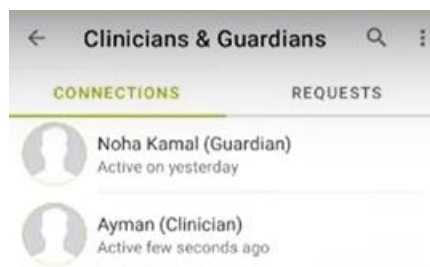 Clinicians & Guardians
CONNECTIONS
REQUESTS
Noha Kamal (Guardian)
Active on yesterday
Ayman (Clinician)
Active few seconds ago